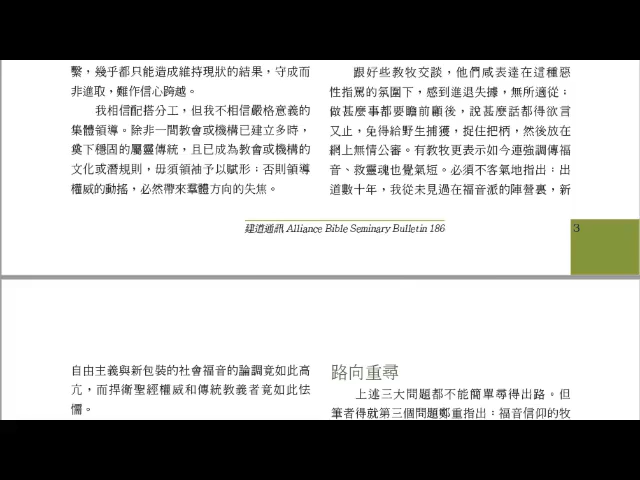 繫，幾乎都只能造成維持現狀的結果，守成而
非進取，難作信心跨越。
我相信配搭分工，但我不相信嚴格意義的
集體領導。除非一間教會或機構已建立多時，
奠下穩固的屬靈傳統，且已成為教會或機構的
文化或潛規則，毋須領袖予以賦形；否則領導
權威的動搖，必然帶來羣體方向的失焦。
跟好些教牧交談，他們咸表達在這種惡
性指罵的氛圍下，感到進退失據，無所適從；
做甚麼事都要瞻前顧後，說甚麼話都得欲言
又止，免得給野生捕獲，捉住把柄，然後放在
網上無情公審。有教牧更表示如今連強調傳福
音、救靈魂也覺氣短。必須不客氣地指出：出
道數十年，我從未見過在福音派的陣營裏，新
建道通訊 Alliance Bible Seminary Bulletin 186
3
自由主義與新包裝的社會福音的論調竟如此高
亢，而捍衛聖經權威和傳統教義者竟如此怯
懦。
路向重尋
上述三大問題都不能簡單尋得出路。但
筆者得就第三個問題鄭重指出：福音信仰的牧